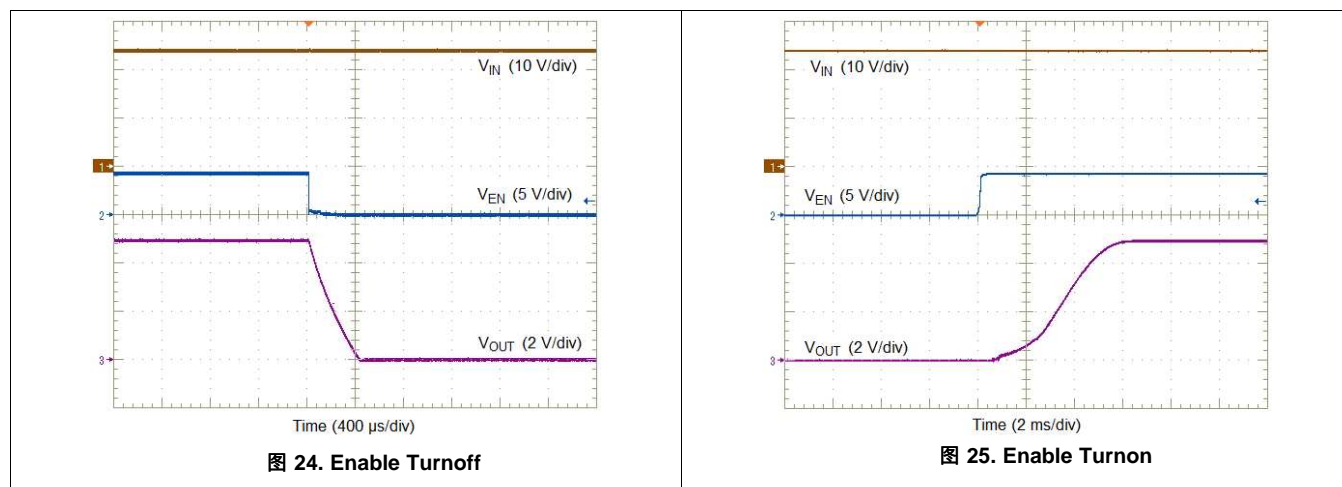 V_IN (10 V/div)
1
V_EN (5 V/div)
2
V_OUT (2 V/div)
3
Time (400 µs/div)
图 24. Enable Turnoff
V_IN (10 V/div)
1
V_EN (5 V/div)
2
V_OUT (2 V/div)
3
Time (2 ms/div)
图 25. Enable Turnon